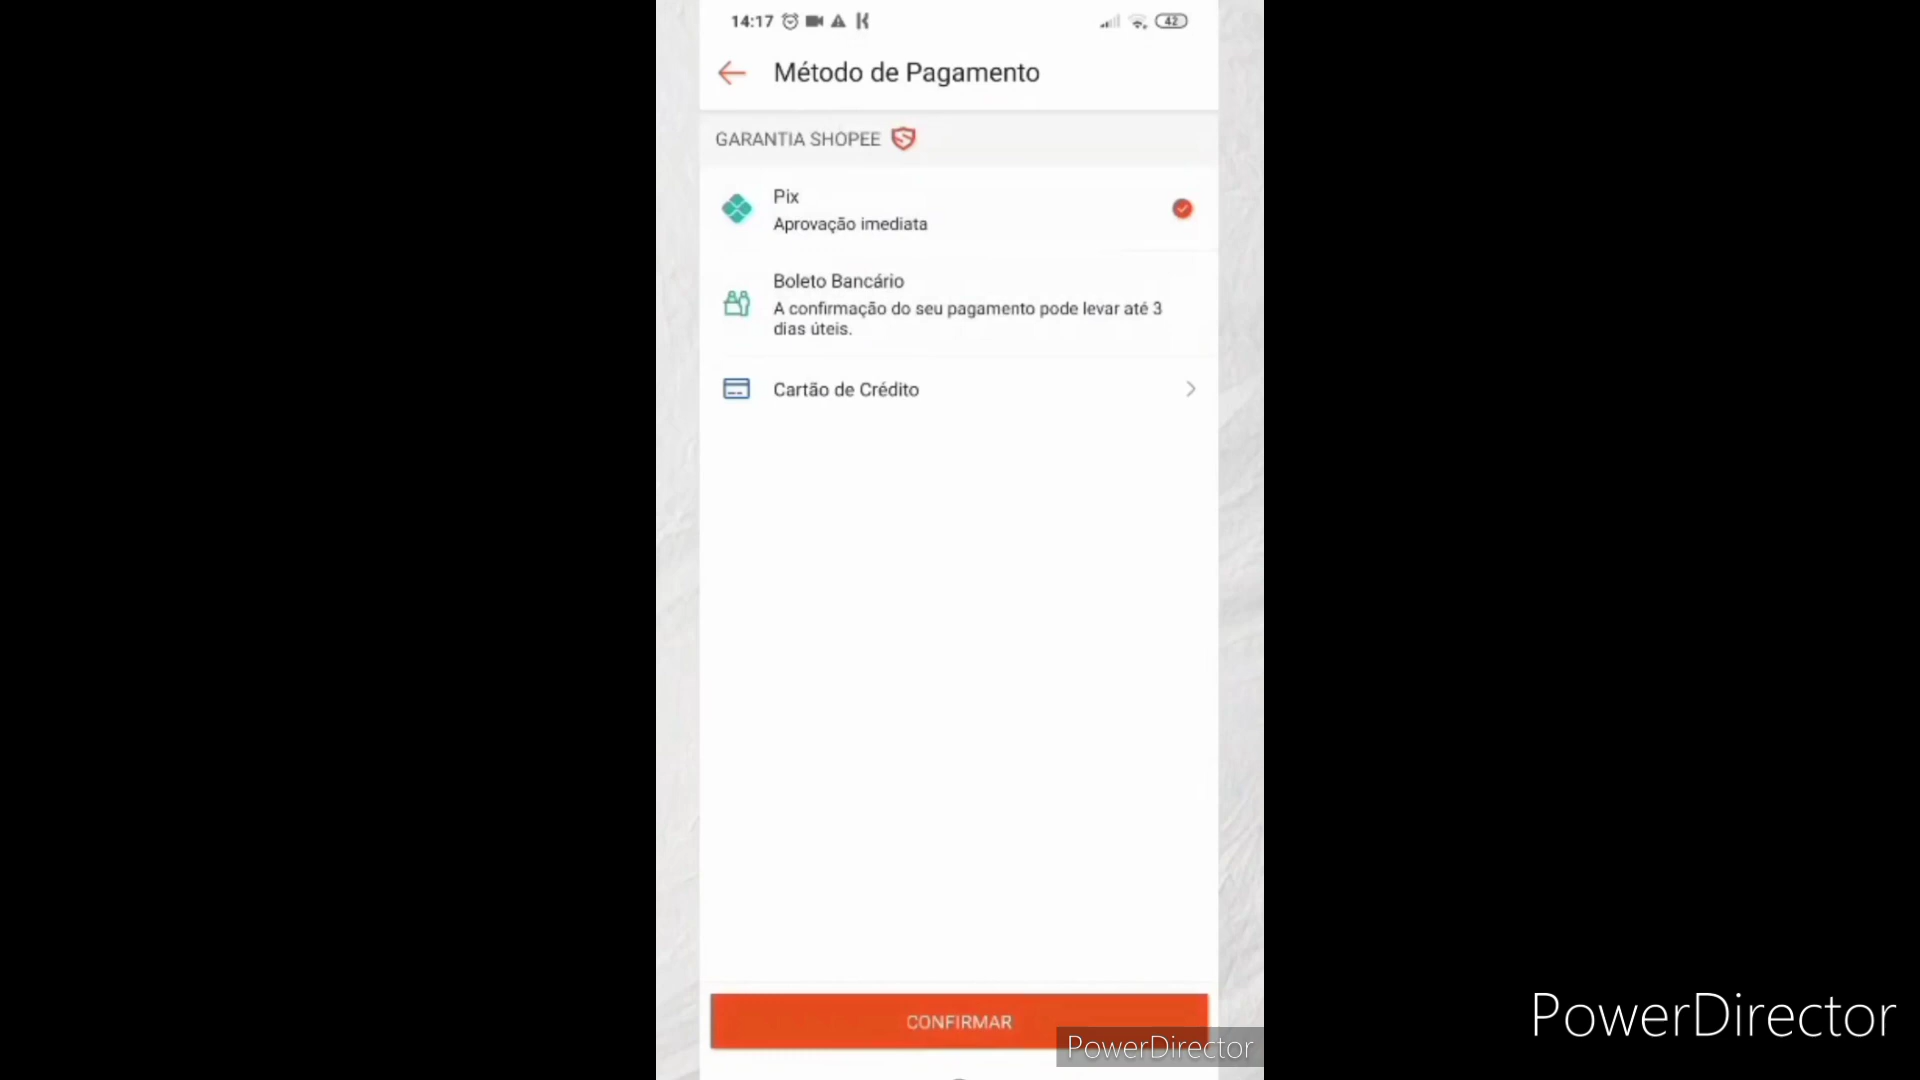 14:17
42
Método de Pagamento
GARANTIA SHOPEE
Pix
Aprovação imediata
Boleto Bancário
A confirmação do seu pagamento pode levar até 3
dias úteis.
Cartão de Crédito
CONFIRMAR
PowerDirector
PowerDirector